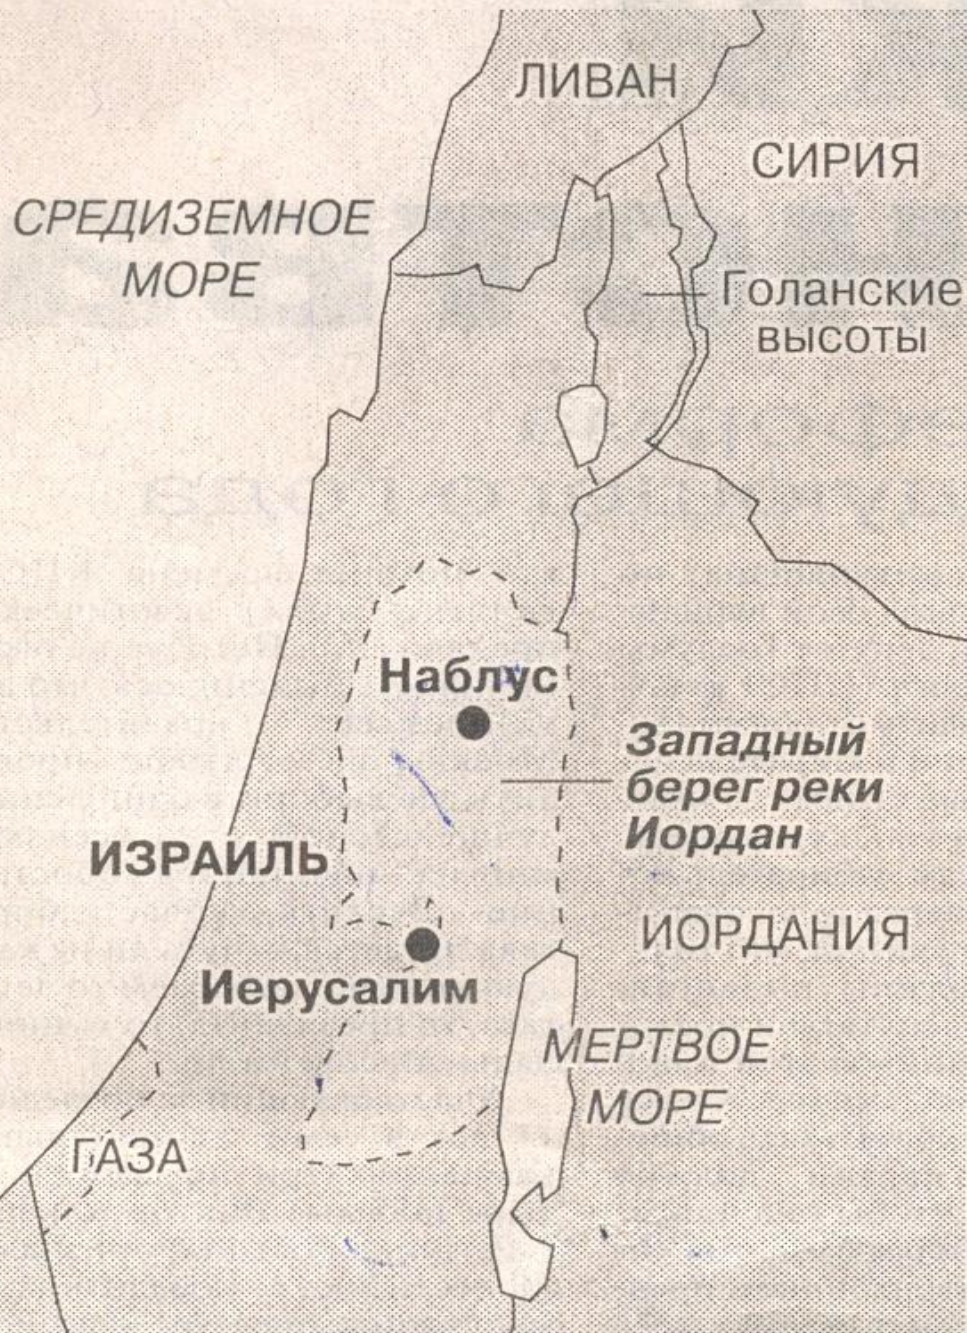 ЛИВАН
СИРИЯ
СРЕДИЗЕМНОЕ
МОРЕ
Голанские
высоты
Наблус
Западный
берег реки
Иордан
ИЗРАИЛЬ
ИОРДАНИЯ
Иерусалим
МЕРТВОЕ
МОРЕ
ГАЗА